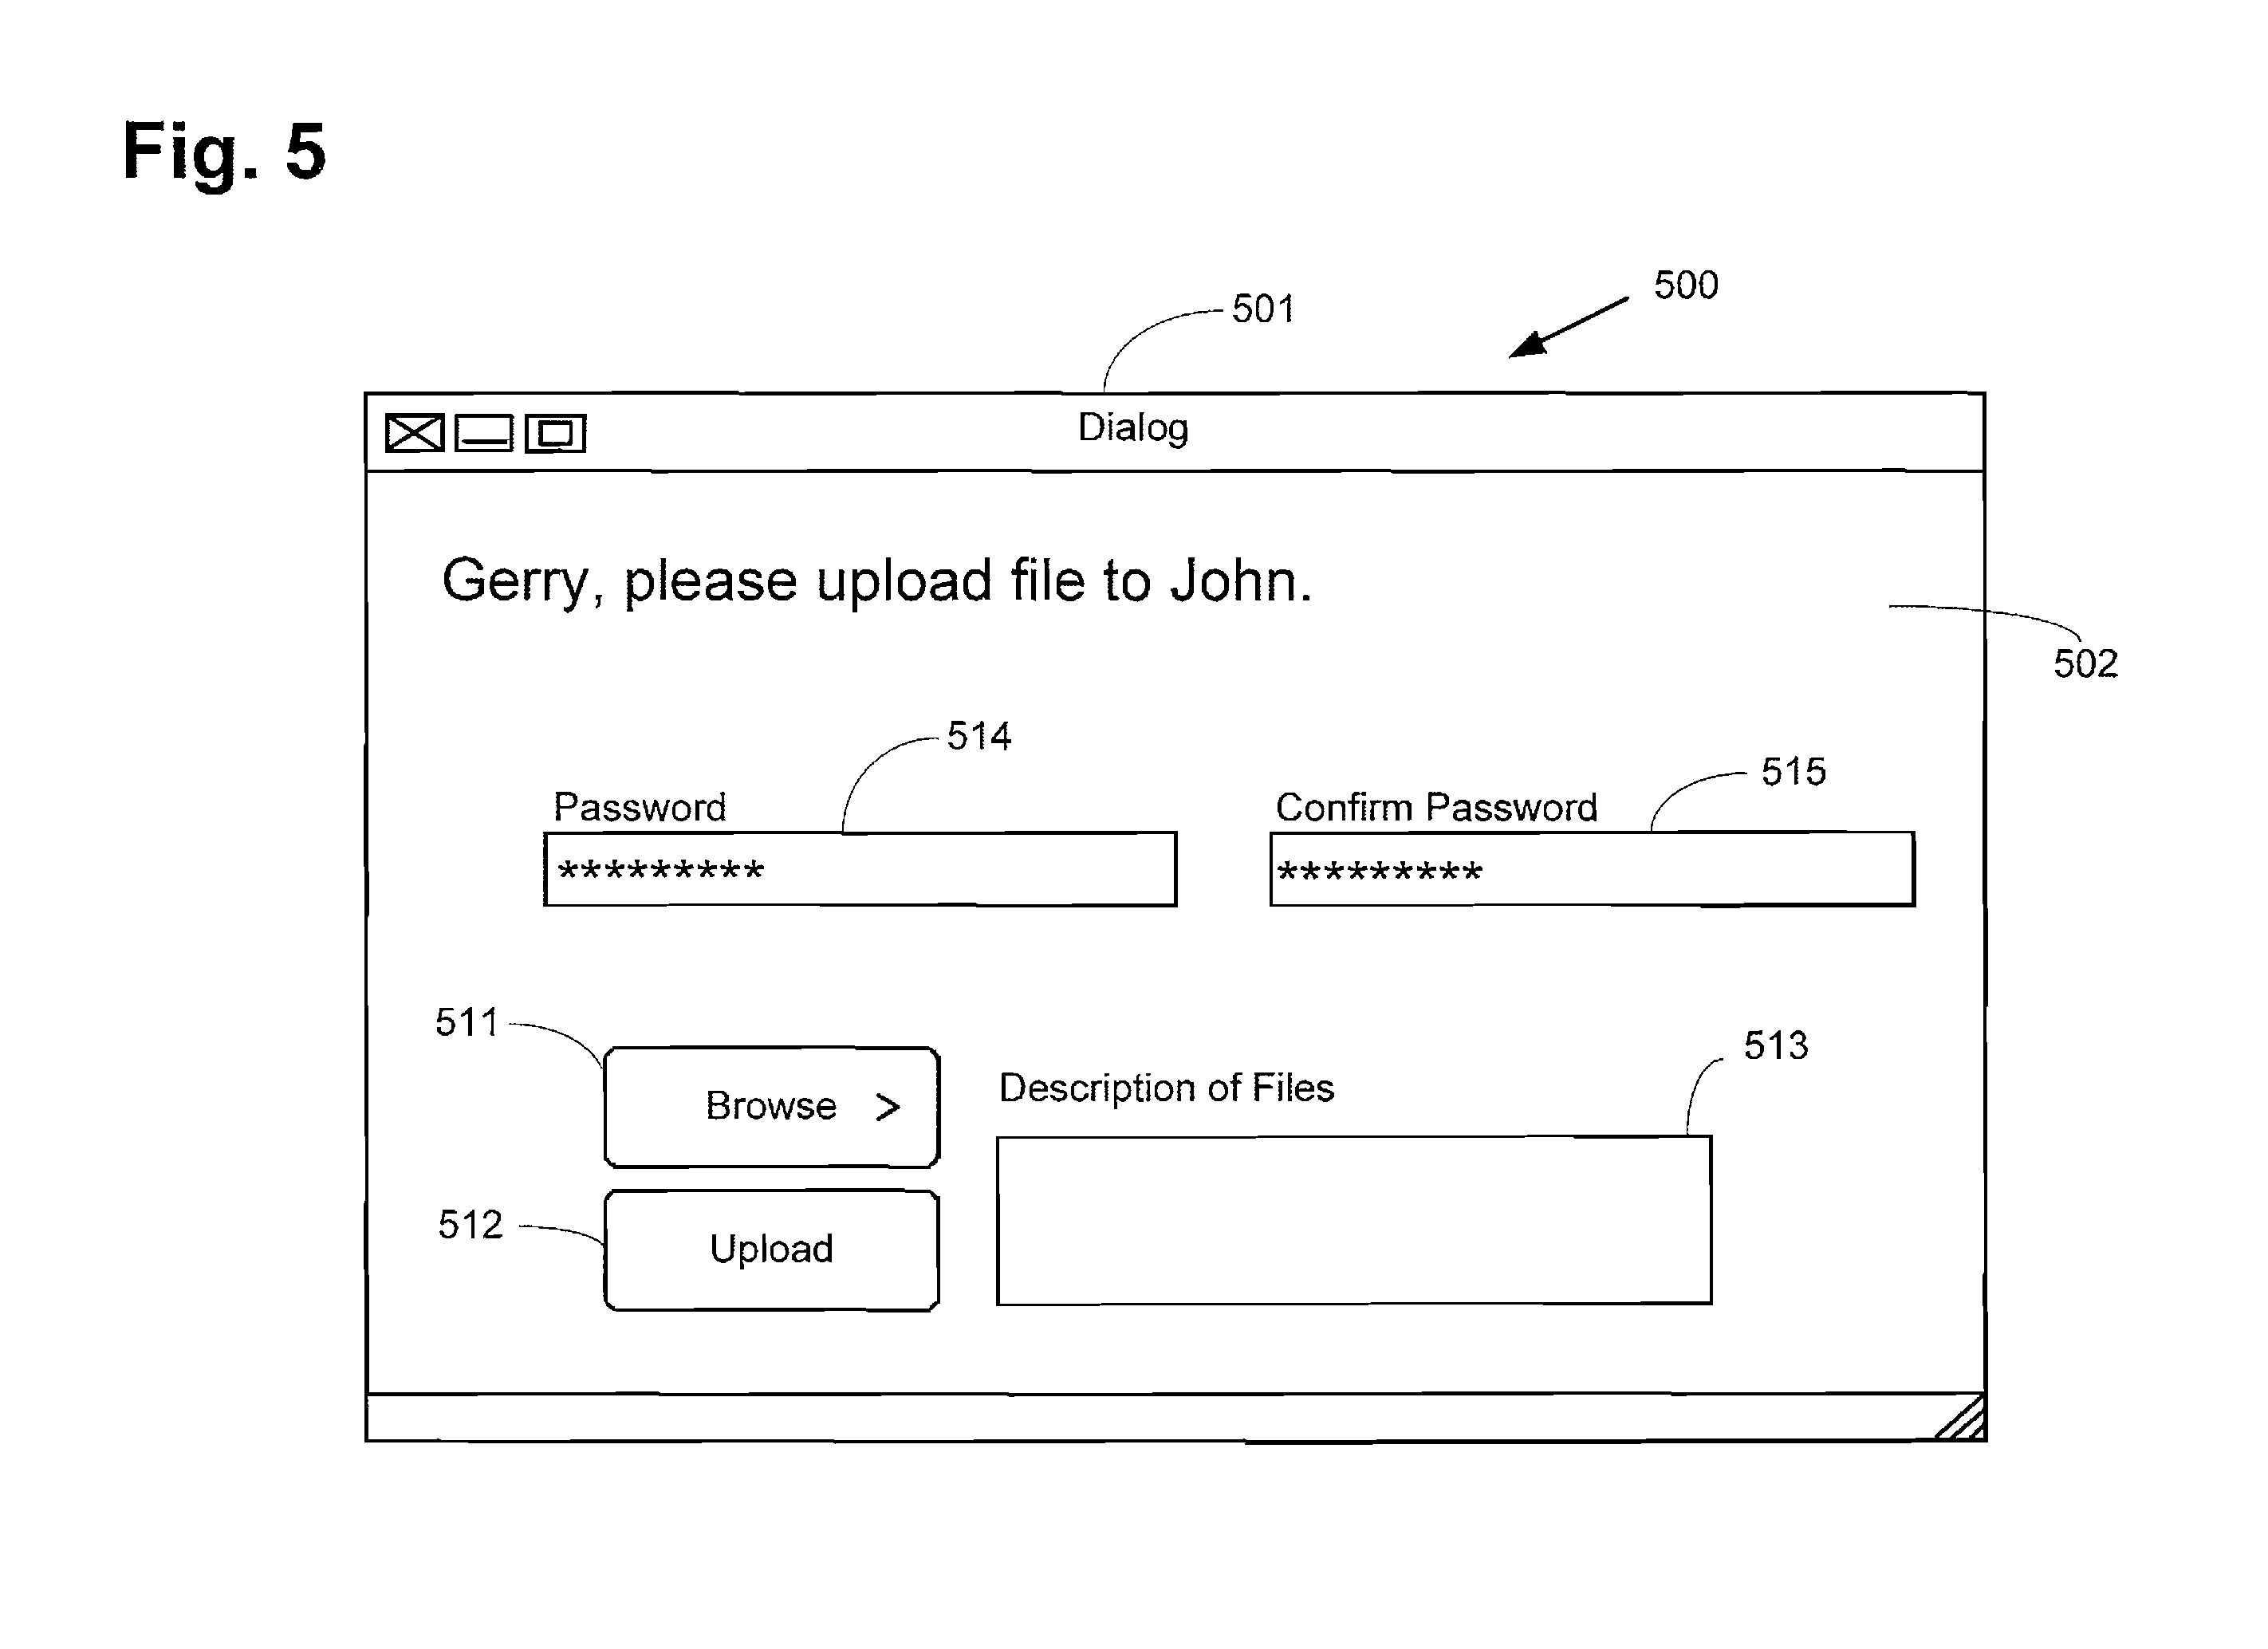 Fig. 5
500
501
Dialog
Gerry, please upload file to John.
502
514
515
Password
Confirm Password
*********
*********
511
513
Description of Files
Browse >
512
Upload